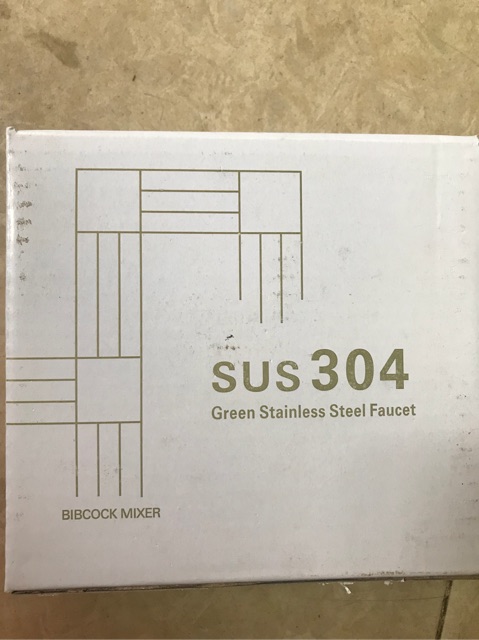 SUS 304
Green Stainless Steel Faucet
BIBCOCK MIXER